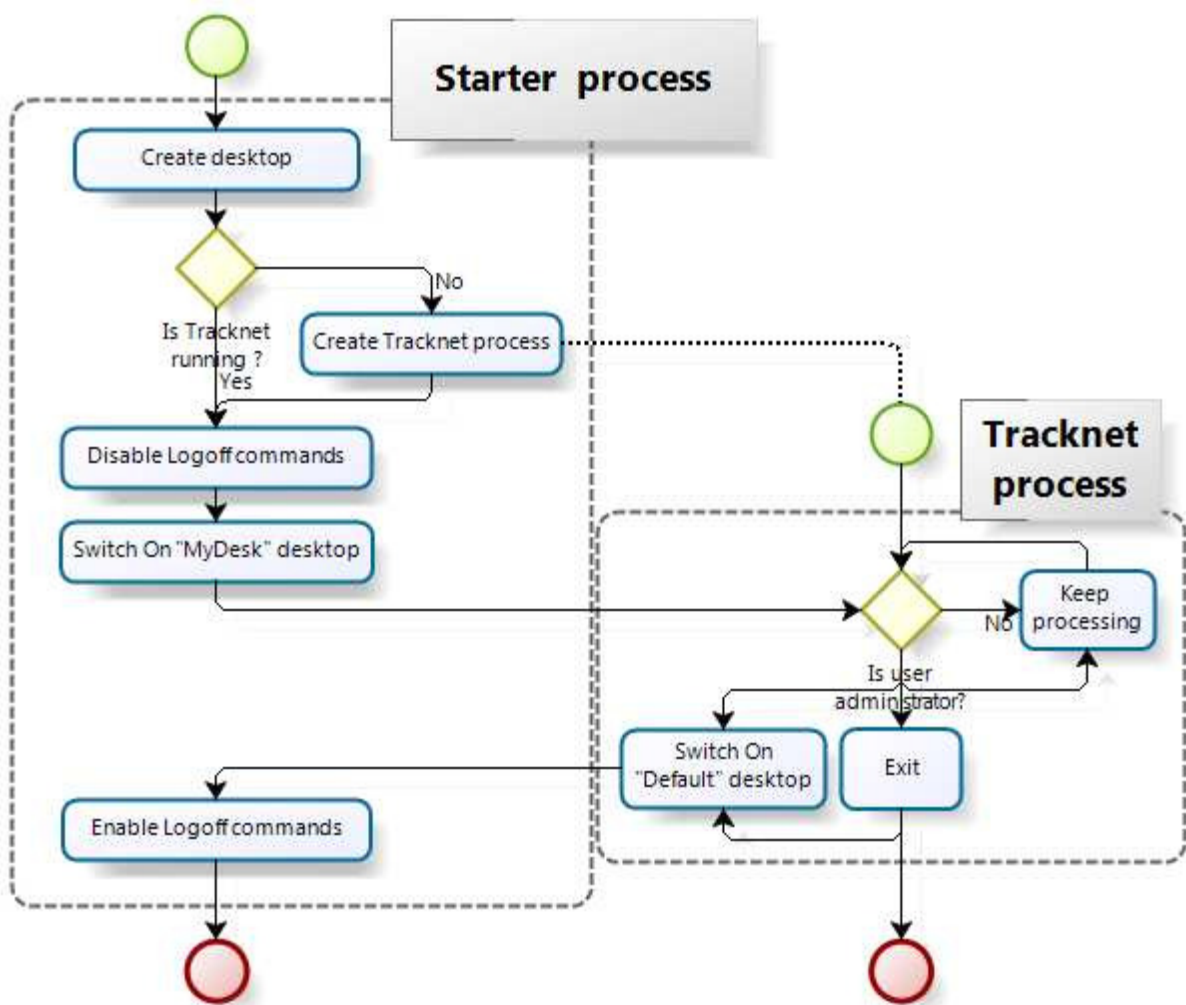 Starter process
Create desktop
No
Is Tracknet
running ?
Create Tracknet process
Yes
Tracknet
process
Disable Logoff commands
Switch On "MyDesk" desktop
Keep
processing
No
Is user
administrator?
Switch On
"Default" desktop
Exit
Enable Logoff commands